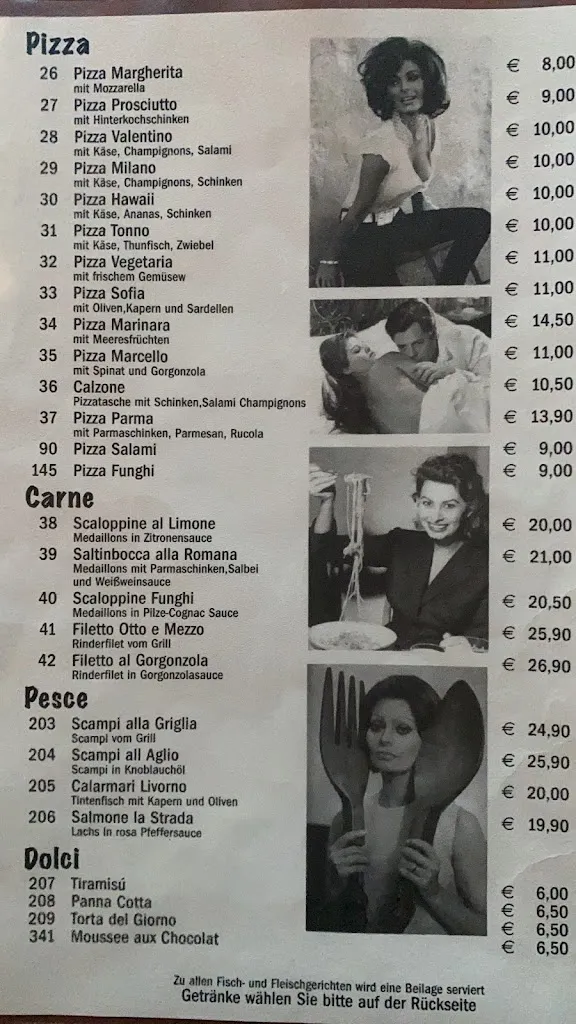 Pizza
26 Pizza Margherita € 8,00
mit Mozzarella
27 Pizza Prosciutto € 9,00
mit Hinterkochschinken
28 Pizza Valentino € 10,00
mit Käse, Champignons, Salami
29 Pizza Milano € 10,00
mit Käse, Champignons, Schinken
30 Pizza Hawaii € 10,00
mit Käse, Ananas, Schinken
31 Pizza Tonno € 10,00
mit Käse, Thunfisch, Zwiebel
32 Pizza Vegetaria € 11,00
mit frischem Gemüsew
33 Pizza Sofia € 11,00
mit Oliven,Kapern und Sardellen
34 Pizza Marinara € 14,50
mit Meeresfrüchten
35 Pizza Marcello € 11,00
mit Spinat und Gorgonzola
36 Calzone € 10,50
Pizzatasche mit Schinken,Salami Champignons
37 Pizza Parma € 13,90
mit Parmaschinken, Parmesan, Rucola
90 Pizza Salami € 9,00
145 Pizza Funghi € 9,00
Carne
38 Scaloppine al Limone € 20,00
Medaillons in Zitronensauce
39 Saltinbocca alla Romana € 21,00
Medaillons mit Parmaschinken,Salbei
und Weißweinsauce
40 Scaloppine Funghi € 20,50
Medaillons in Pilze-Cognac Sauce
41 Filetto Otto e Mezzo € 25,90
Rinderfilet vom Grill
42 Filetto al Gorgonzola € 26,90
Rinderfilet in Gorgonzolasauce
Pesce
203 Scampi alla Griglia € 24,90
Scampi vom Grill
204 Scampi all Aglio € 25,90
Scampi in Knoblauchöl
205 Calarmari Livorno € 20,00
Tintenfisch mit Kapern und Oliven
206 Salmone la Strada € 19,90
Lachs in rosa Pfeffersauce
Dolci
207 Tiramisú € 6,00
208 Panna Cotta € 6,50
209 Torta del Giorno € 6,50
341 Moussee aux Chocolat € 6,50
Zu allen Fisch- und Fleischgerichten wird eine Beilage serviert
Getränke wählen Sie bitte auf der Rückseite